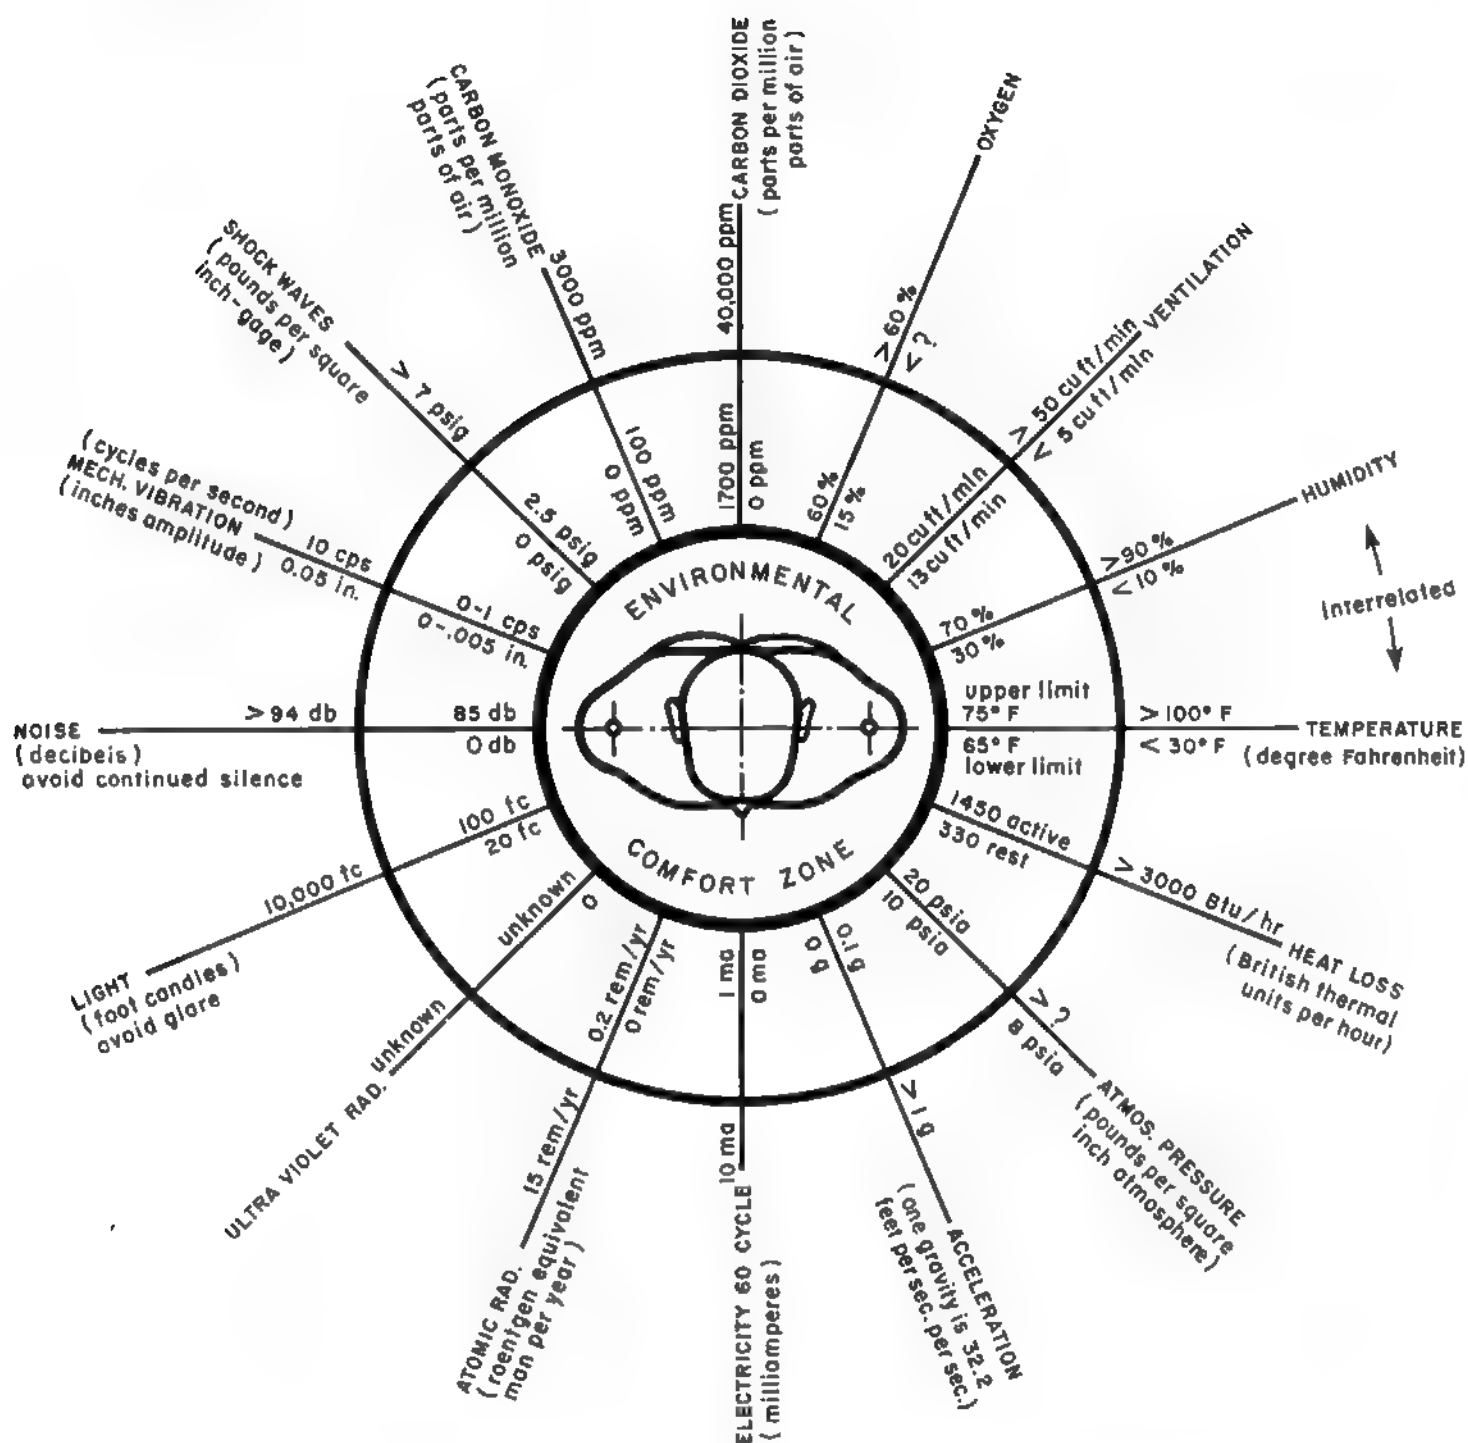 CARBON DIOXIDE
(parts per million
parts of air)
40,000 ppm
1700 ppm
0 ppm
OXYGEN
> 60%
< ?
60%
15%
VENTILATION
> 50 cu ft/min
< 5 cu ft/min
20 cu ft/min
13 cu ft/min
HUMIDITY
>90%
<10%
70%
30%
Interrelated
upper limit
75° F
65° F
lower limit
>100° F
< 30° F
TEMPERATURE
(degree Fahrenheit)
1450 active
330 rest
> 3000 Btu/hr
HEAT LOSS
(British thermal
units per hour)
20 psia
10 psia
> ?
8 psia
ATMOS. PRESSURE
(pounds per square
inch atmosphere)
0.1 g
0 g
> 1 g
ACCELERATION
(one gravity is 32.2
feet per sec. per sec.)
1 ma
0 ma
10 ma
ELECTRICITY 60 CYCLE
(milliamperes)
0.2 rem/yr
0 rem/yr
15 rem/yr
ATOMIC RAD.
(roentgen equivalent
man per year)
unknown
0
unknown
ULTRA VIOLET RAD.
100 fc
20 fc
10,000 fc
LIGHT
(foot candles)
avoid glare
85 db
0 db
>94 db
NOISE
(decibels)
avoid continued silence
0-1 cps
0-.005 in.
10 cps
0.05 in.
(cycles per second)
MECH. VIBRATION
(inches amplitude)
2.5 psig
0 psig
> 7 psig
SHOCK WAVES
(pounds per square
inch-gage)
100 ppm
0 ppm
3000 ppm
CARBON MONOXIDE
(parts per million
parts of air)
ENVIRONMENTAL
COMFORT ZONE